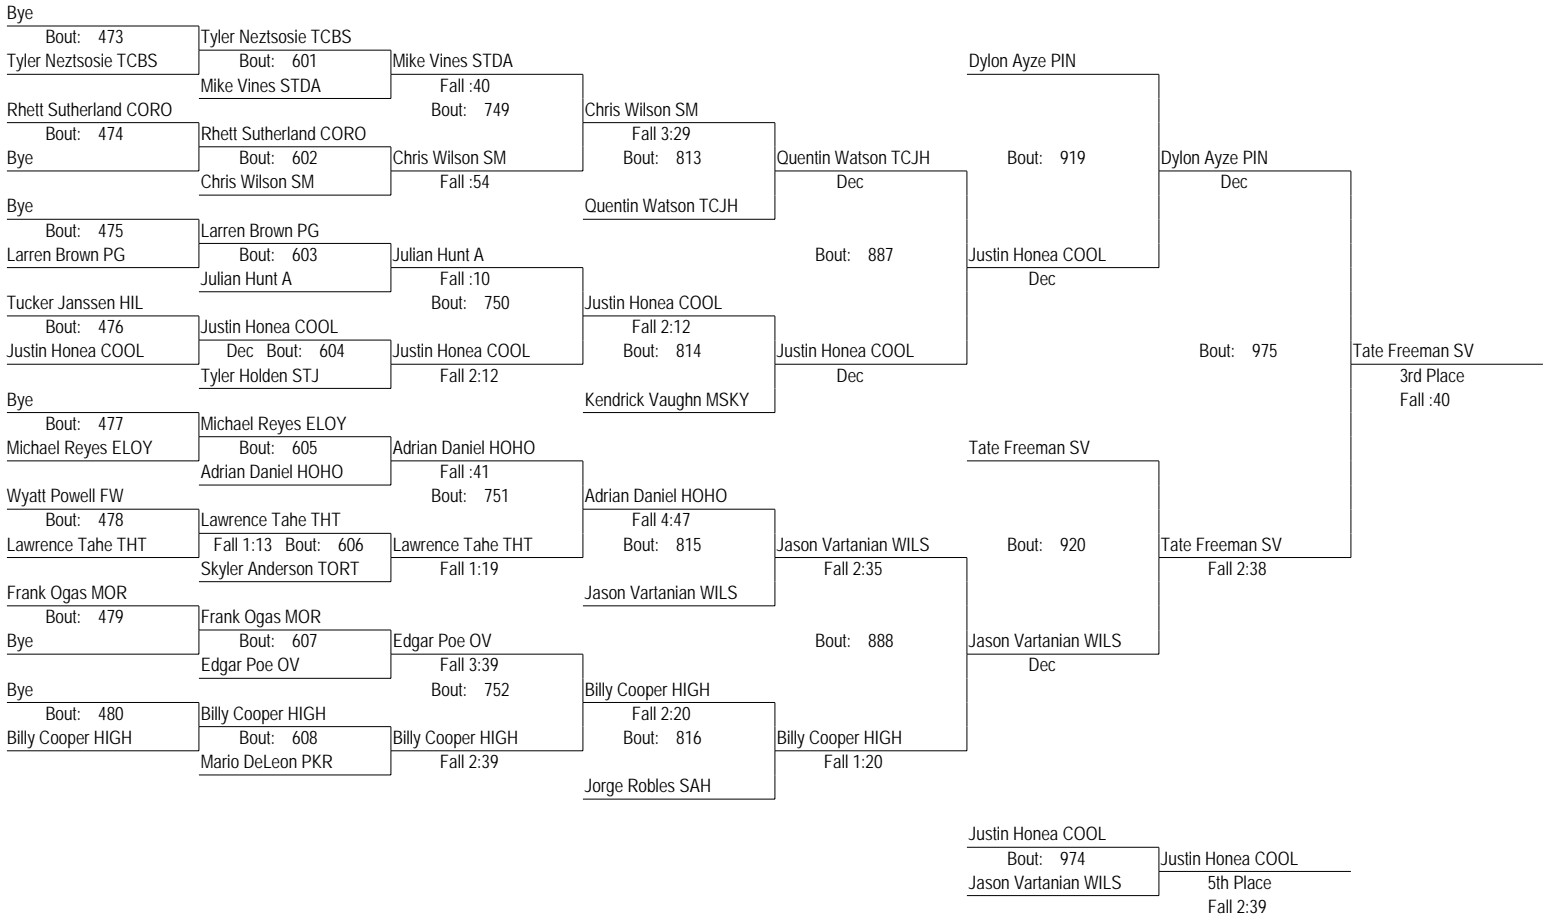 Bye
Bout: 473
Tyler Neztsosie TCBS
Rhett Sutherland CORO
Bout: 474
Bye
Bye
Bout: 475
Larren Brown PG
Tucker Janssen HIL
Bout: 476
Justin Honea COOL
Bye
Bout: 477
Michael Reyes ELOY
Wyatt Powell FW
Bout: 478
Lawrence Tahe THT
Frank Ogas MOR
Bout: 479
Bye
Bye
Bout: 480
Billy Cooper HIGH
Tyler Neztsosie TCBS
Bout: 601
Mike Vines STDA
Rhett Sutherland CORO
Bout: 602
Chris Wilson SM
Larren Brown PG
Bout: 603
Julian Hunt A
Justin Honea COOL
Dec Bout: 604
Tyler Holden STJ
Michael Reyes ELOY
Bout: 605
Adrian Daniel HOHO
Lawrence Tahe THT
Fall 1:13 Bout: 606
Skyler Anderson TORT
Frank Ogas MOR
Bout: 607
Edgar Poe OV
Billy Cooper HIGH
Bout: 608
Mario DeLeon PKR
Mike Vines STDA
Fall :40
Bout: 749
Chris Wilson SM
Fall :54
Julian Hunt A
Fall :10
Bout: 750
Justin Honea COOL
Fall 2:12
Adrian Daniel HOHO
Fall :41
Bout: 751
Lawrence Tahe THT
Fall 1:19
Edgar Poe OV
Fall 3:39
Bout: 752
Billy Cooper HIGH
Fall 2:39
Chris Wilson SM
Fall 3:29
Bout: 813
Quentin Watson TCJH
Justin Honea COOL
Fall 2:12
Bout: 814
Kendrick Vaughn MSKY
Adrian Daniel HOHO
Fall 4:47
Bout: 815
Jason Vartanian WILS
Billy Cooper HIGH
Fall 2:20
Bout: 816
Jorge Robles SAH
Quentin Watson TCJH
Dec
Bout: 887
Justin Honea COOL
Dec
Jason Vartanian WILS
Fall 2:35
Bout: 888
Billy Cooper HIGH
Fall 1:20
Dylon Ayze PIN
Bout: 919
Justin Honea COOL
Dec
Tate Freeman SV
Bout: 920
Jason Vartanian WILS
Dec
Dylon Ayze PIN
Dec
Bout: 975
Tate Freeman SV
Fall 2:38
Tate Freeman SV
3rd Place
Fall :40
Justin Honea COOL
Bout: 974
Jason Vartanian WILS
Justin Honea COOL
5th Place
Fall 2:39